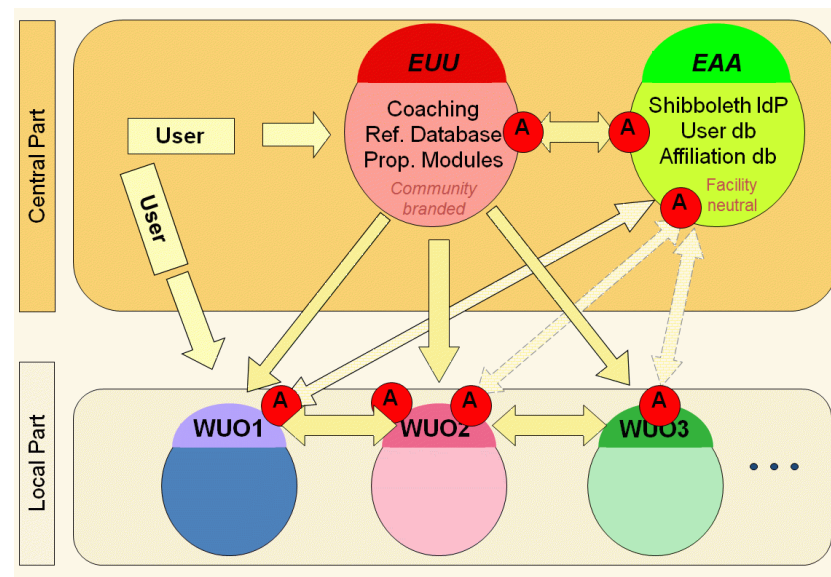 Central Part
EUU
Coaching
Ref. Database
Prop. Modules
Community
branded
A
A
EAA
Shibboleth IdP
User db
Affiliation db
Facility
neutral
A
User
User
Local Part
A
WUO1
A
A
WUO2
A
WUO3
...